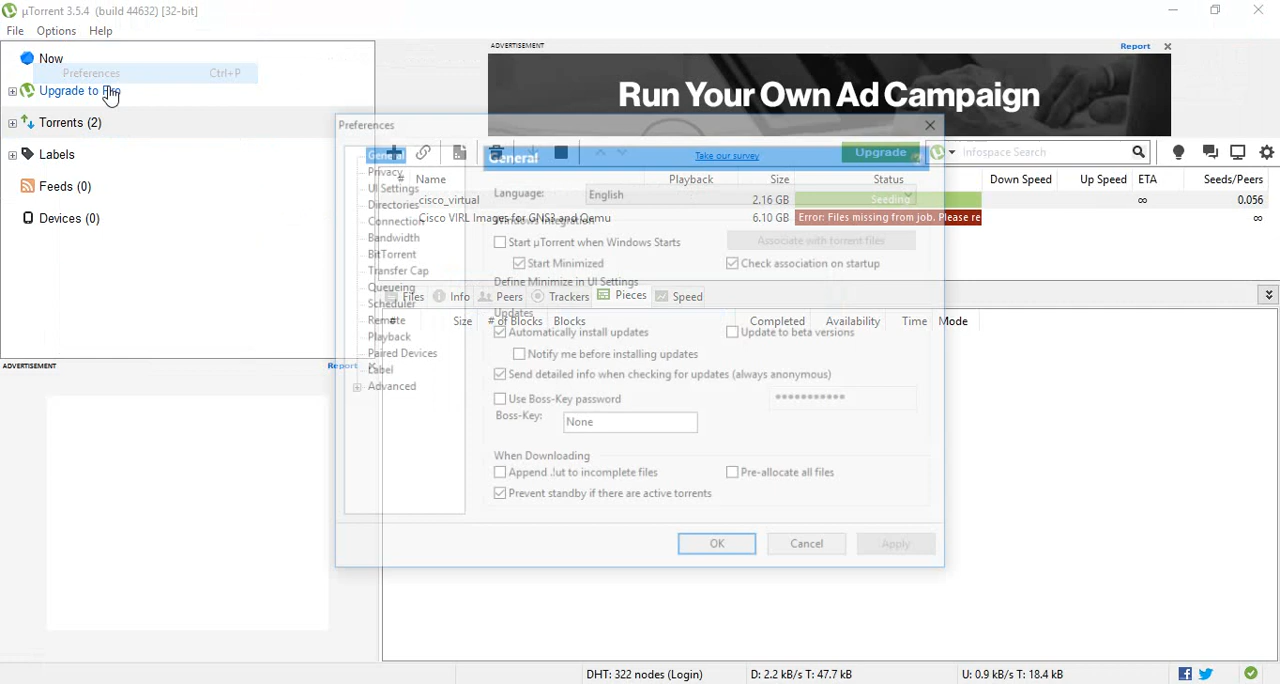 µTorrent 3.5.4 (build 44632) [32-bit]
File Options Help
Now
Preferences Ctrl+P
Upgrade to Pro
Torrents (2)
Labels
Feeds (0)
Devices (0)
ADVERTISEMENT
Report
Run Your Own Ad Campaign
Infospace Search
# Name Playback Size Status Down Speed Up Speed ETA Seeds/Peers
cisco_virtual 2.16 GB Seeding ∞ 0.056
Cisco VIRL Images for GNS3 and Qemu 6.10 GB Error: Files missing from job. Please re ∞
Files Info Peers Trackers Pieces Speed
# Size # of Blocks Blocks Completed Availability Time Mode
Preferences
General
Privacy
UI Settings
Directories
Connection
Bandwidth
BitTorrent
Transfer Cap
Queueing
Scheduler
Remote
Playback
Paired Devices
Label
Advanced
General Take our survey Upgrade
Language: English
Windows Integration
Start µTorrent when Windows Starts Associate with torrent files
Start Minimized Check association on startup
Define Minimize in UI Settings
Updates
Automatically install updates Update to beta versions
Notify me before installing updates
Send detailed info when checking for updates (always anonymous)
Use Boss-Key password •••••••••••
Boss-Key: None
When Downloading
Append .!ut to incomplete files Pre-allocate all files
Prevent standby if there are active torrents
OK Cancel Apply
ADVERTISEMENT
Report
DHT: 322 nodes (Login) D: 2.2 kB/s T: 47.7 kB U: 0.9 kB/s T: 18.4 kB